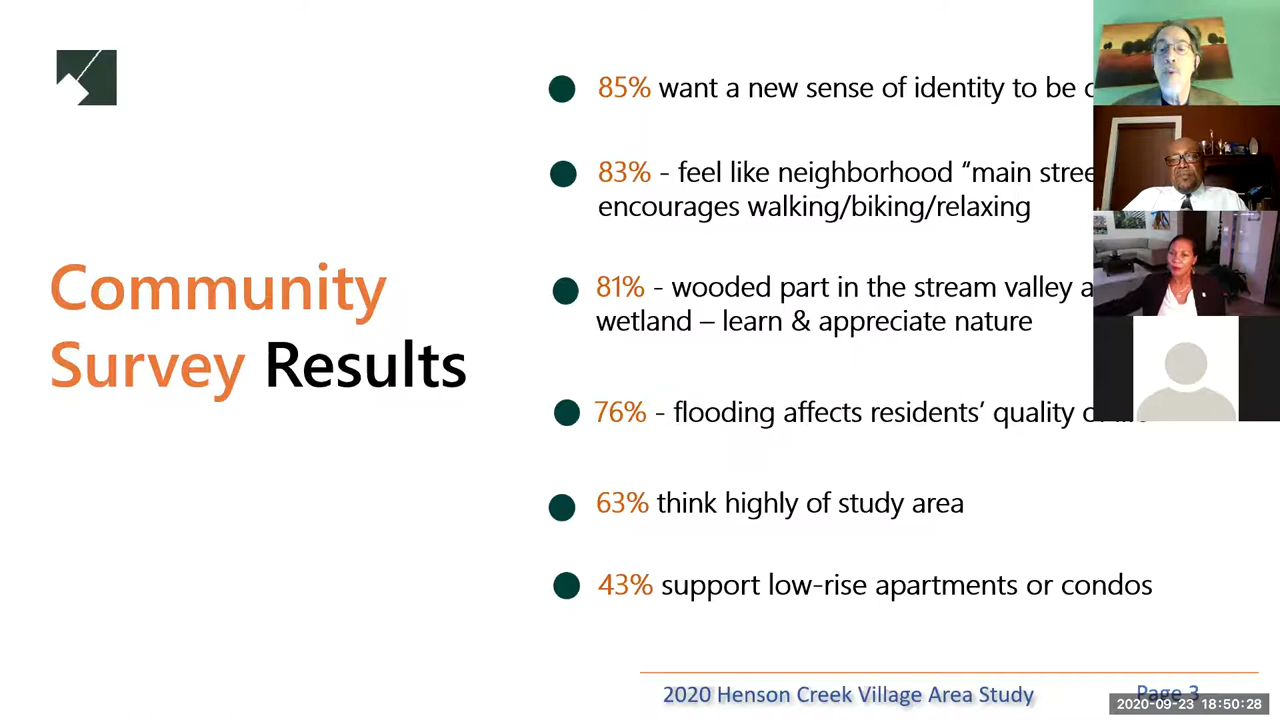 85% want a new sense of identity to be
83% - feel like neighborhood “main stree
encourages walking/biking/relaxing
81% - wooded part in the stream valley a
wetland – learn & appreciate nature
Community
Survey Results
76% - flooding affects residents’ quality
63% think highly of study area
43% support low-rise apartments or condos
2020 Henson Creek Village Area Study
Page 3
2020-09-23 18:50:28